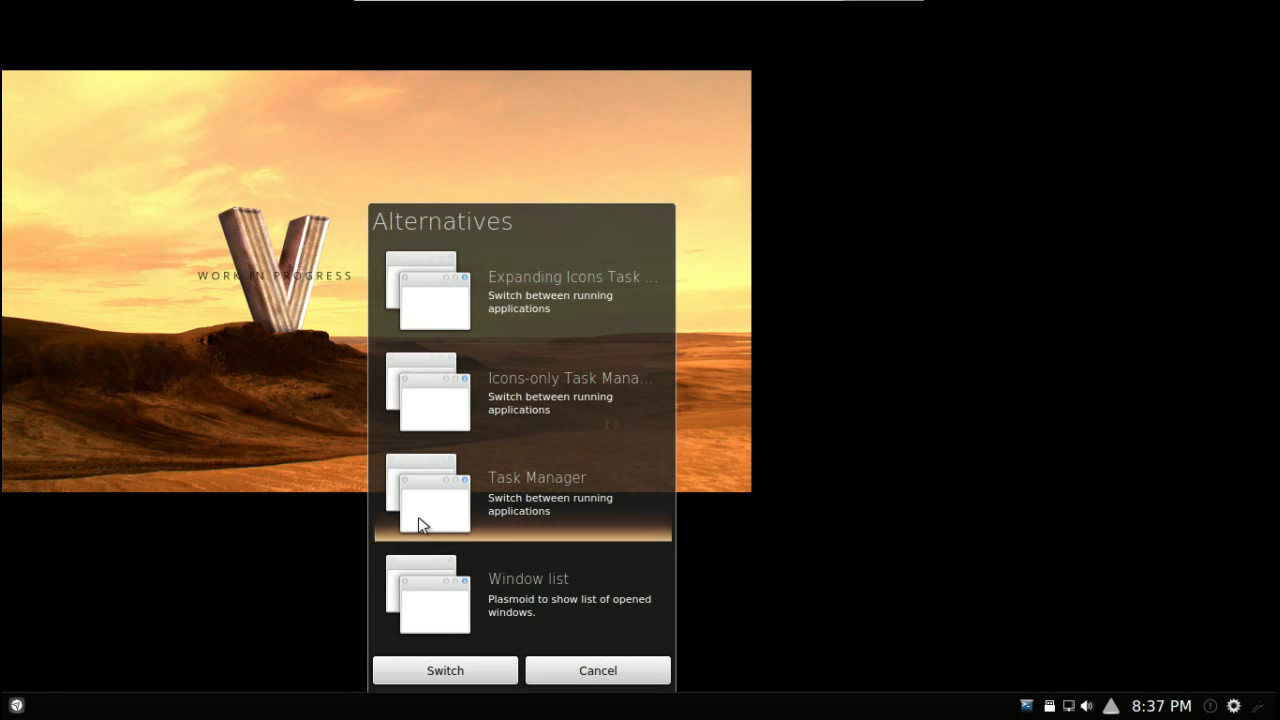 Alternatives
WORK IN PROGRESS
Expanding Icons Task ...
Switch between running
applications
Icons-only Task Mana...
Switch between running
applications
Task Manager
Switch between running
applications
Window list
Plasmoid to show list of opened
windows.
Switch
Cancel
8:37 PM